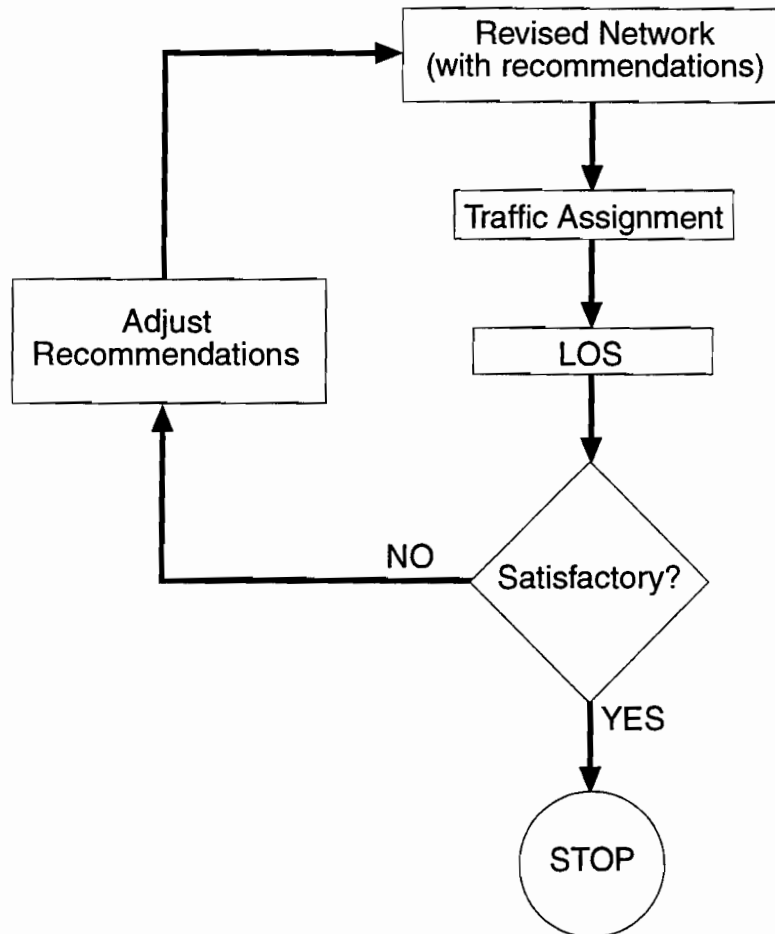 Revised Network
(with recommendations)
Traffic Assignment
Adjust
Recommendations
LOS
NO
Satisfactory?
YES
STOP